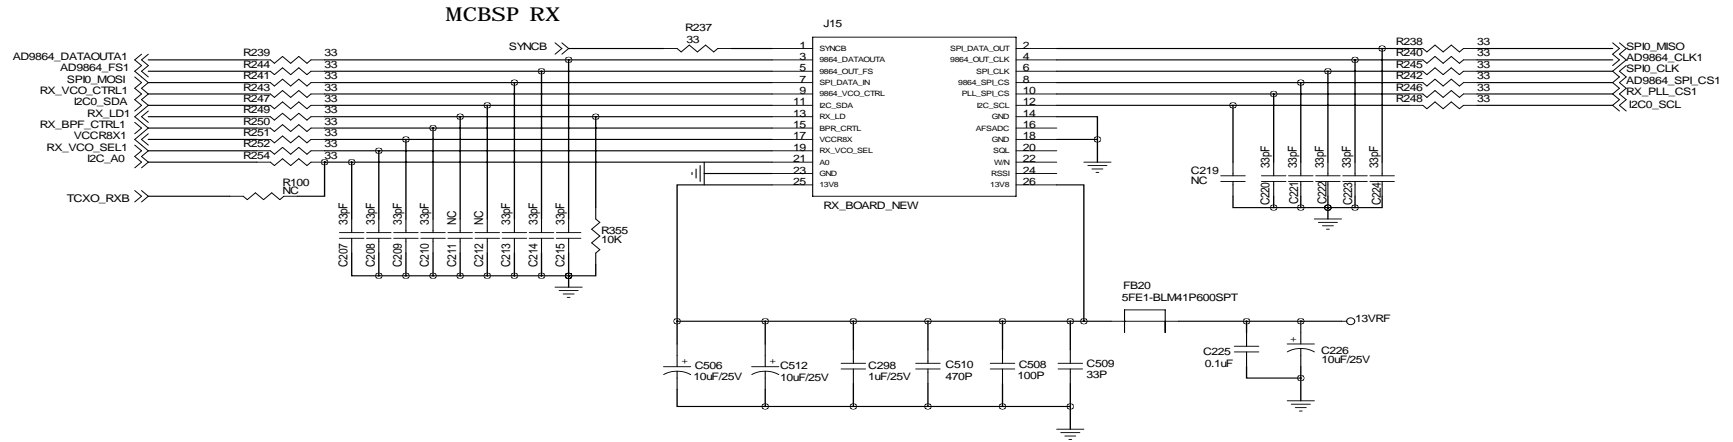 MCBSP RX
J15
SYNCB
R237
33
AD9864_DATAOUTA1
R239
33
AD9864_FS1
R244
33
SPI0_MOSI
R241
33
RX_VCO_CTRL1
R243
33
I2C0_SDA
R247
33
RX_LD1
R249
33
RX_BPF_CTRL1
R250
33
VCCR8X1
R251
33
RX_VCO_SEL1
R252
33
I2C_A0
R254
33
TCXO_RXB
R100
NC
1 SYNCB SPI_DATA_OUT 2
3 9864_DATAOUTA 9864_OUT_CLK 4
5 9864_OUT_FS SPI_CLK 6
7 SPI_DATA_IN 9864_SPI_CS 8
9 9864_VCO_CTRL PLL_SPI_CS 10
11 I2C_SDA I2C_SCL 12
13 RX_LD GND 14
15 BPR_CRTL AFSADC 16
17 VCCR8X GND 18
19 RX_VCO_SEL SQL 20
21 A0 W/N 22
23 GND RSSI 24
25 13V8 13V8 26
RX_BOARD_NEW
R238
33
SPI0_MISO
R240
33
AD9864_CLK1
R245
33
SPI0_CLK
R242
33
AD9864_SPI_CS1
R246
33
RX_PLL_CS1
R248
33
I2C0_SCL
C207 33pF
C208 33pF
C209 33pF
C210 33pF
C211 NC
C212 NC
C213 33pF
C214 33pF
C215 33pF
R355
10K
C219
NC
C220 33pF
C221 33pF
C222 33pF
C223 33pF
C224 33pF
FB20
5FE1-BLM41P600SPT
13VRF
+
C506
10uF/25V
+
C512
10uF/25V
C298
1uF/25V
C510
470P
C508
100P
C509
33P
C225
0.1uF
+
C226
10uF/25V